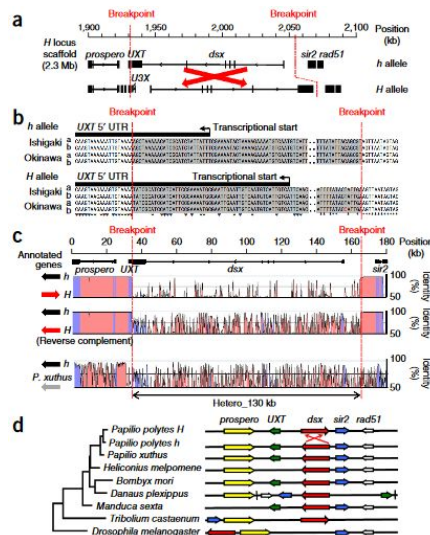 Breakpoint Breakpoint
a 1,900 1,950 2,000 2,050 2,100 Position (kb)
H locus scaffold (2.3 Mb)
prospero UXT dsx sir2 rad51
h allele
U3X
H allele
Breakpoint Breakpoint
b h allele
UXT 5' UTR Transcriptional start
Ishigaki a
b
Okinawa a
b
H allele
UXT 5' UTR Transcriptional start
Ishigaki a
b
Okinawa a
b
Breakpoint Breakpoint
c 0 20 40 60 80 100 120 140 160 180 Position (kb)
Annotated genes
prospero UXT dsx sir2
h 100
H 50
Identity (%)
h 100
H 50
(Reverse complement)
Identity (%)
h 100
P. xuthus 50
Identity (%)
Hetero_130 kb
d prospero UXT dsx sir2 rad51
Papilio polytes H
Papilio polytes h
Papilio xuthus
Heliconius melpomene
Bombyx mori
Danaus plexippus
Manduca sexta
Tribolium castaenum
Drosophila melanogaster